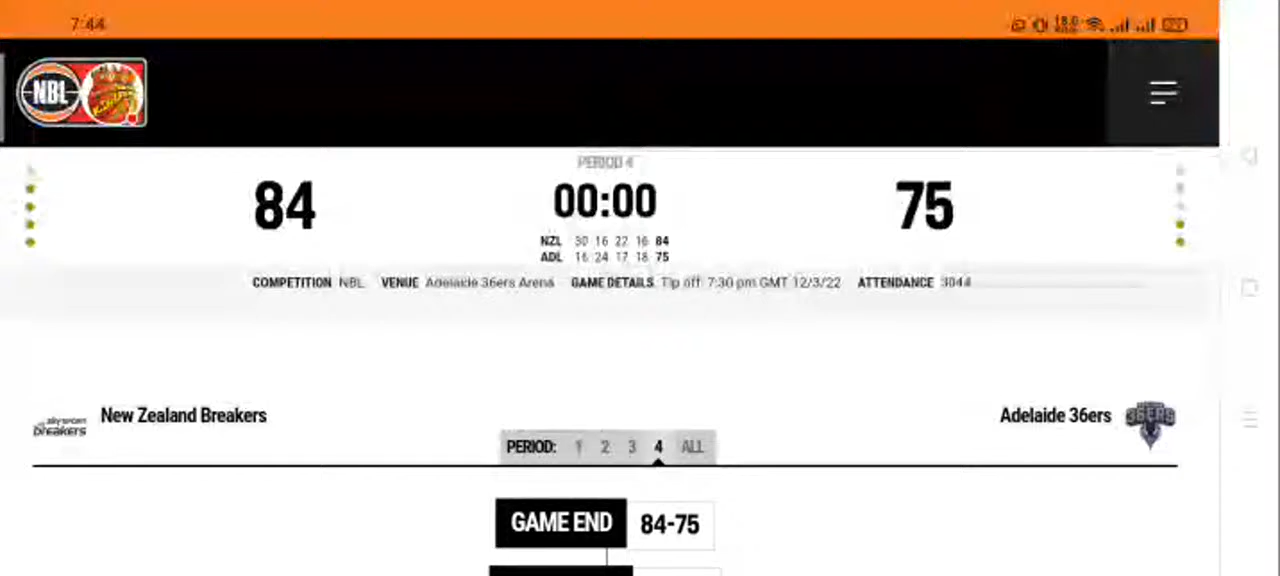 7:44
NBL
PERIOD 4
84 00:00 75
NZL 30 16 22 16 84
ADL 16 24 17 18 75
COMPETITION NBL VENUE Adelaide 36ers Arena GAME DETAILS Tip off: 7:30 pm GMT 12/3/22 ATTENDANCE 3044
New Zealand Breakers Adelaide 36ers
breakers 36ERS
PERIOD: 1 2 3 4 ALL
GAME END 84-75